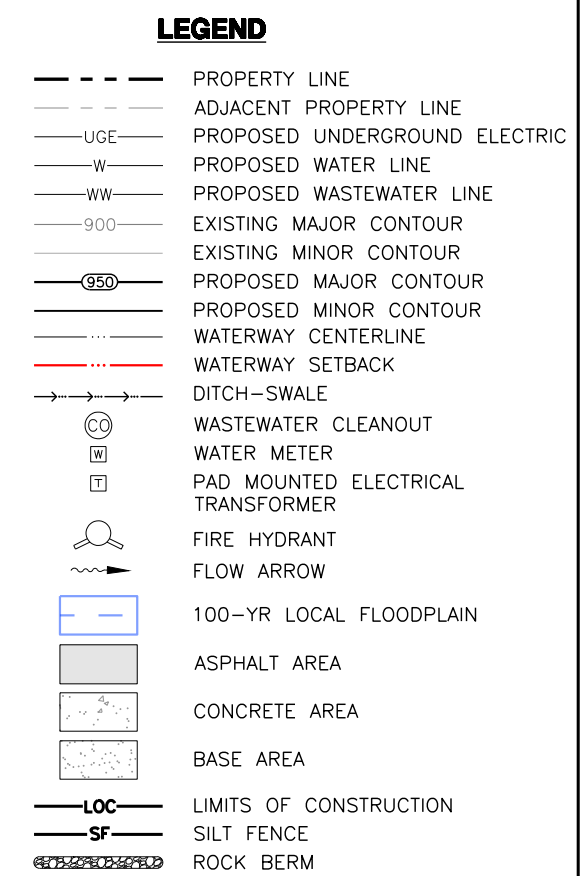 LEGEND
PROPERTY LINE
ADJACENT PROPERTY LINE
UGE PROPOSED UNDERGROUND ELECTRIC
W PROPOSED WATER LINE
WW PROPOSED WASTEWATER LINE
900 EXISTING MAJOR CONTOUR
EXISTING MINOR CONTOUR
950 PROPOSED MAJOR CONTOUR
PROPOSED MINOR CONTOUR
WATERWAY CENTERLINE
WATERWAY SETBACK
DITCH-SWALE
CO WASTEWATER CLEANOUT
W WATER METER
T PAD MOUNTED ELECTRICAL
TRANSFORMER
FIRE HYDRANT
FLOW ARROW
100-YR LOCAL FLOODPLAIN
ASPHALT AREA
CONCRETE AREA
BASE AREA
LOC LIMITS OF CONSTRUCTION
SF SILT FENCE
ROCK BERM